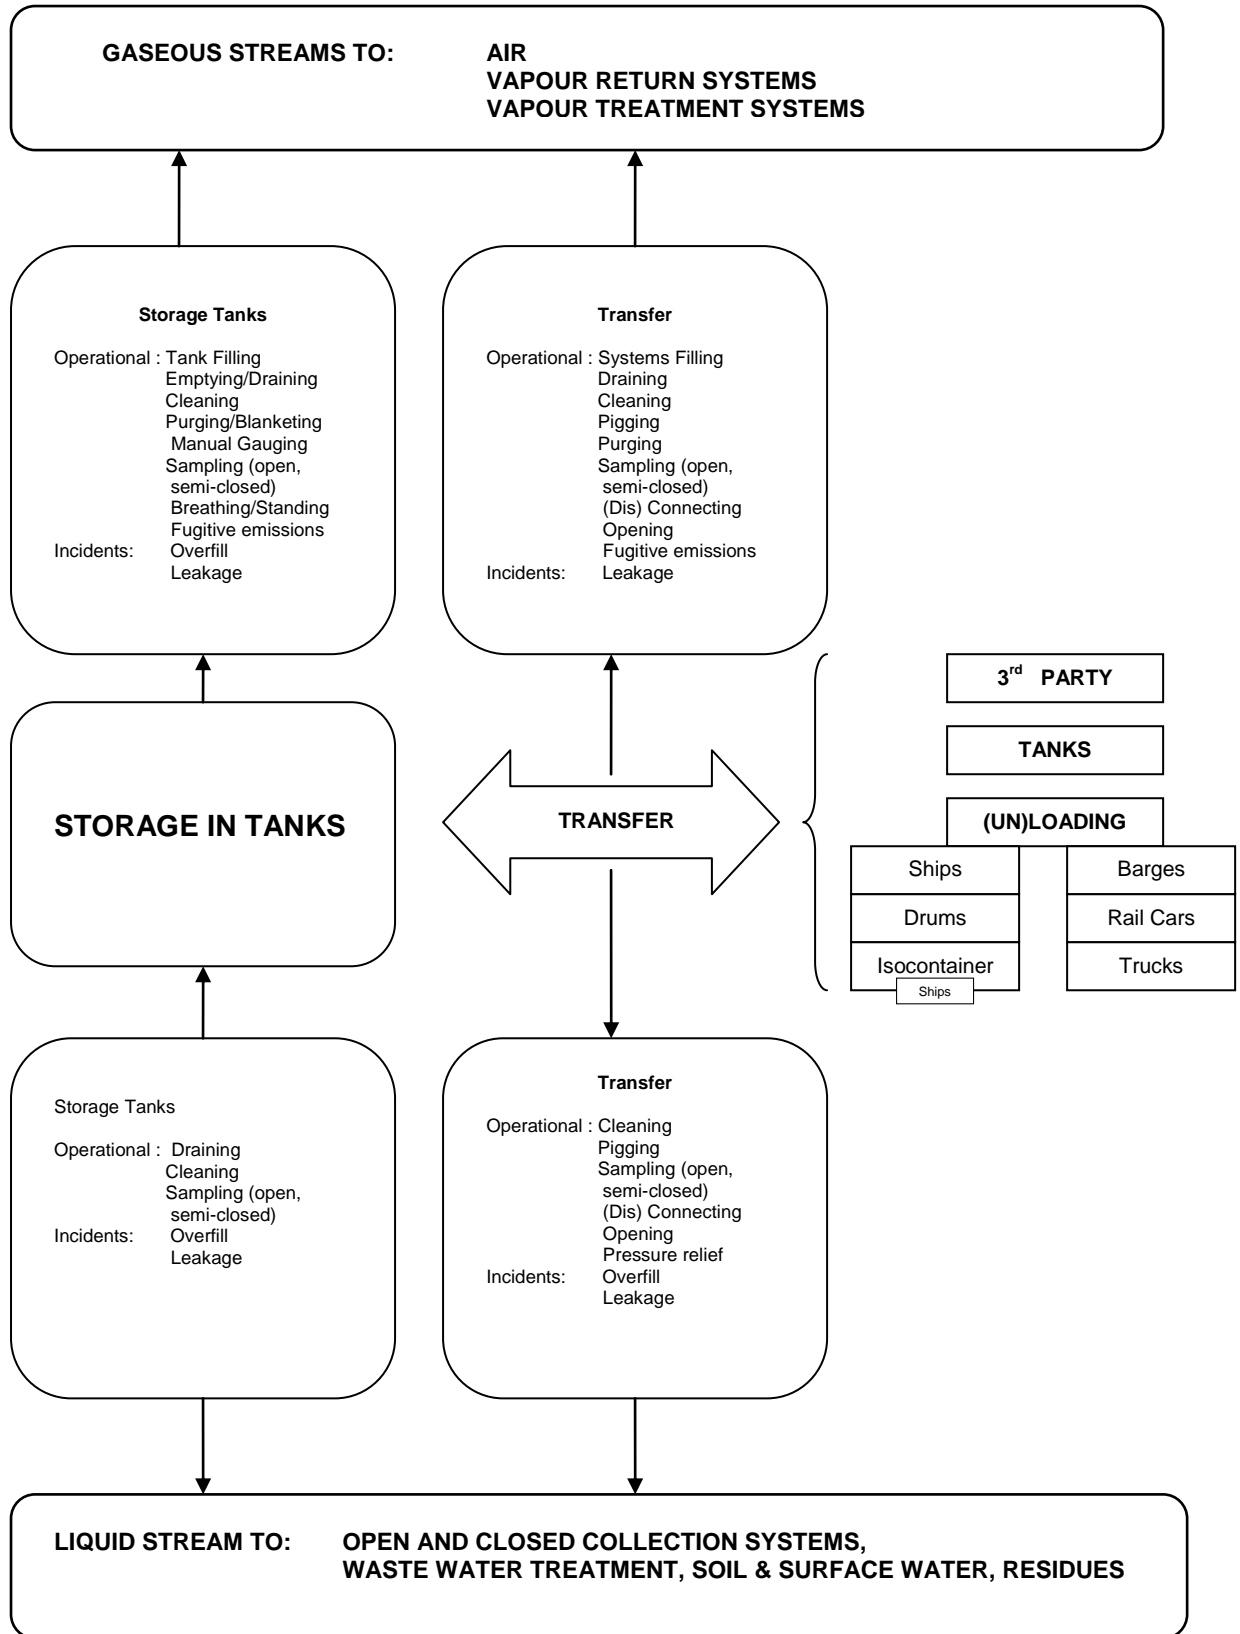 GASEOUS STREAMS TO: AIR
VAPOUR RETURN SYSTEMS
VAPOUR TREATMENT SYSTEMS
Storage Tanks
Operational : Tank Filling
Emptying/Draining
Cleaning
Purging/Blanketing
Manual Gauging
Sampling (open,
semi-closed)
Breathing/Standing
Fugitive emissions
Incidents: Overfill
Leakage
Transfer
Operational : Systems Filling
Draining
Cleaning
Pigging
Purging
Sampling (open,
semi-closed)
(Dis) Connecting
Opening
Fugitive emissions
Incidents: Leakage
STORAGE IN TANKS
TRANSFER
3rd PARTY
TANKS
(UN)LOADING
Ships
Barges
Drums
Rail Cars
Isocontainer
Trucks
Ships
Storage Tanks
Operational : Draining
Cleaning
Sampling (open,
semi-closed)
Incidents: Overfill
Leakage
Transfer
Operational : Cleaning
Pigging
Sampling (open,
semi-closed)
(Dis) Connecting
Opening
Pressure relief
Incidents: Overfill
Leakage
LIQUID STREAM TO: OPEN AND CLOSED COLLECTION SYSTEMS,
WASTE WATER TREATMENT, SOIL & SURFACE WATER, RESIDUES